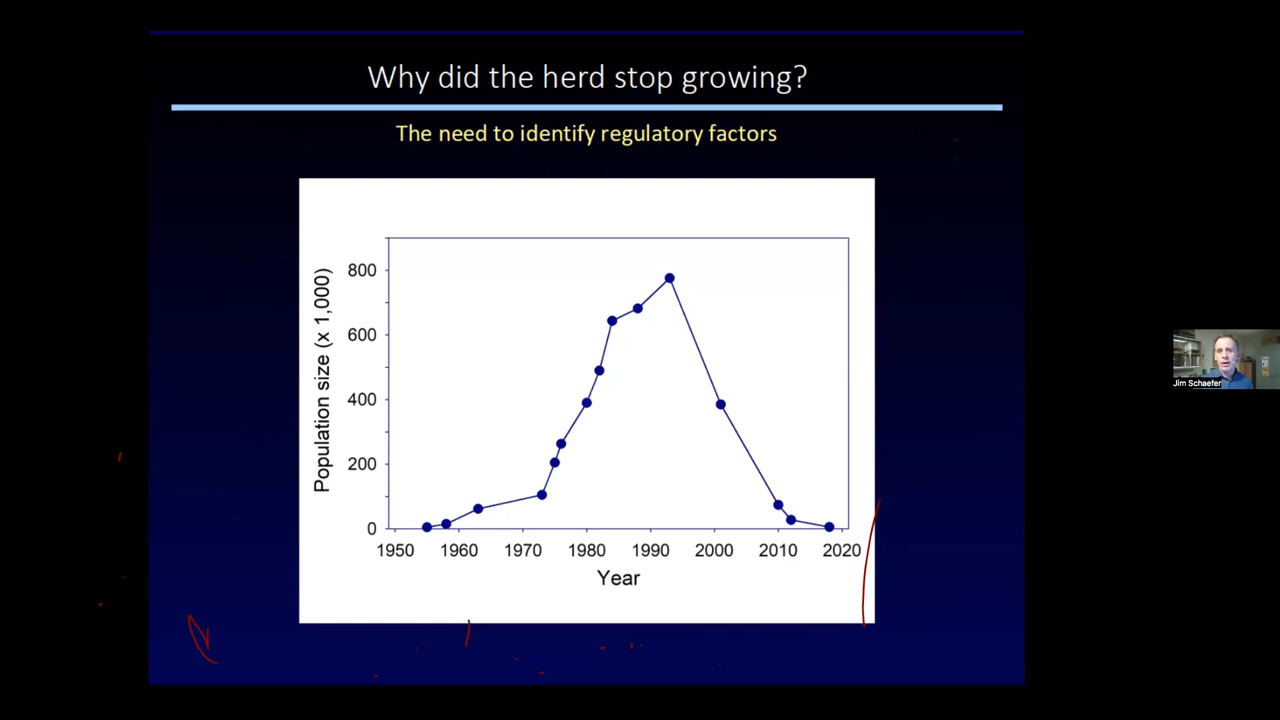 Why did the herd stop growing?
The need to identify regulatory factors
Population size (x 1,000)
800
600
400
200
0
1950 1960 1970 1980 1990 2000 2010 2020
Year
Jim Schaefer